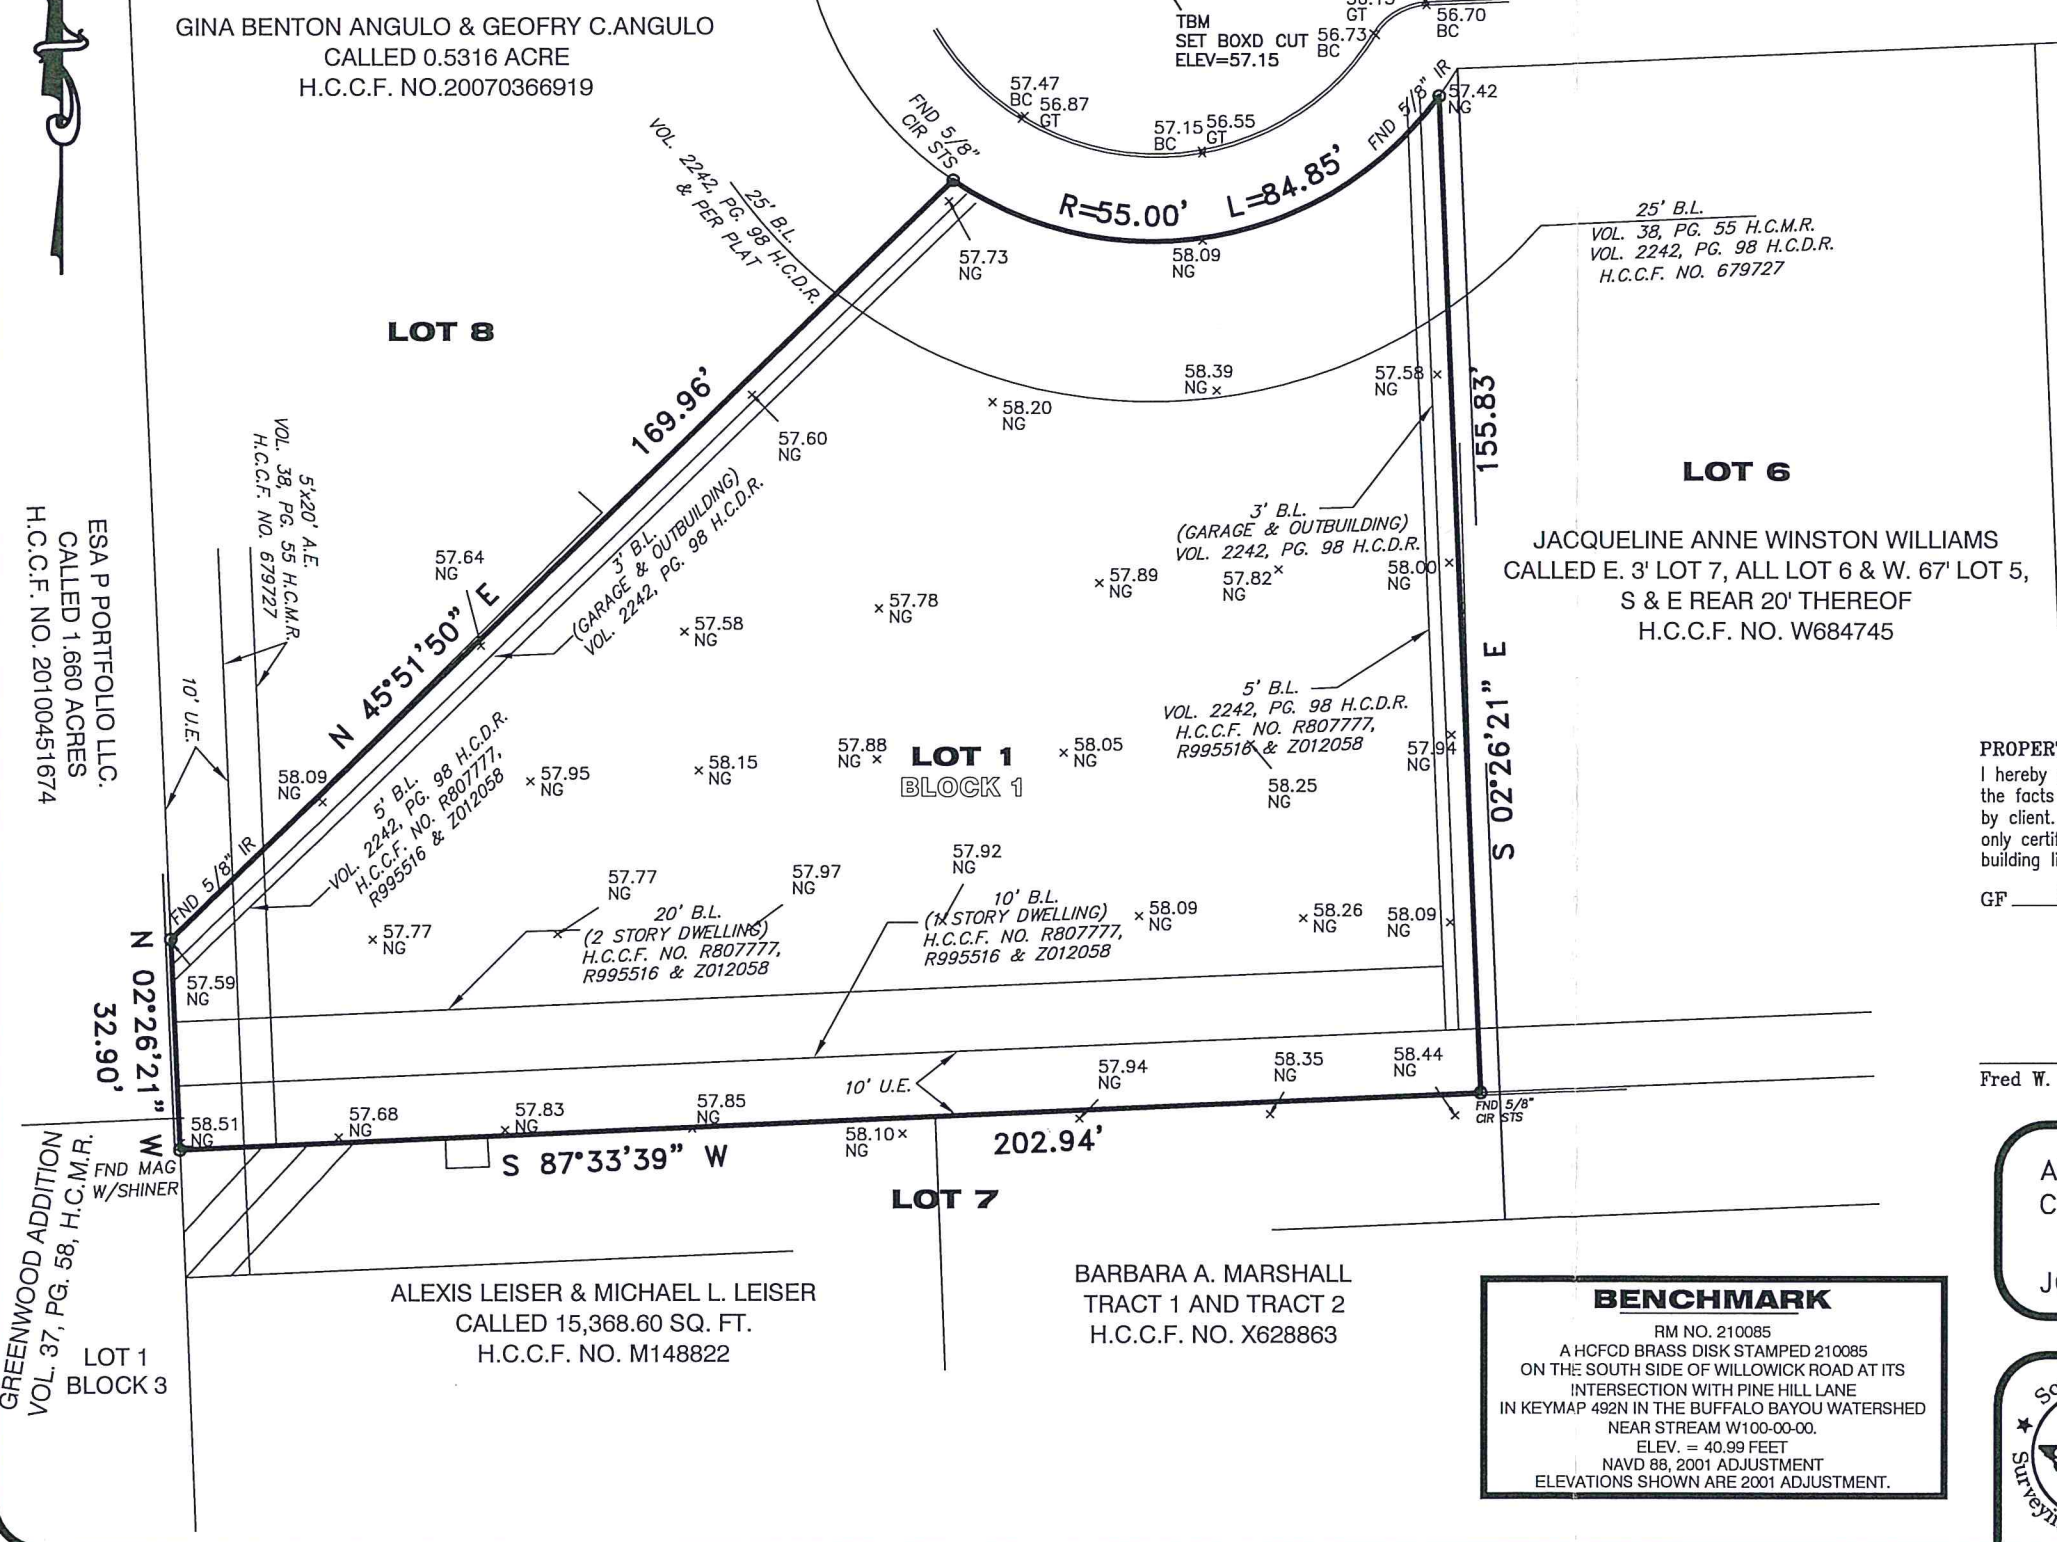 GINA BENTON ANGULO & GEOFRY C.ANGULO
CALLED 0.5316 ACRE
H.C.C.F. NO.20070366919
TBM
SET BOXD CUT
ELEV=57.15
GT
56.73
BC
56.70
BC
57.47
BC
56.87
GT
57.15
BC
56.55
GT
FND 5/8" IR
57.42
NG
FND 5/8"
CIR STS
R=55.00' L=84.85'
VOL. 2242, PG. 98 H.C.D.R.
& PER PLAT
25' B.L.
57.73
NG
58.09
NG
25' B.L.
VOL. 38, PG. 55 H.C.M.R.
VOL. 2242, PG. 98 H.C.D.R.
H.C.C.F. NO. 679727
LOT 8
169.96'
58.39
NG
58.20
NG
57.58
155.83'
57.60
NG
LOT 6
JACQUELINE ANNE WINSTON WILLIAMS
CALLED E. 3' LOT 7, ALL LOT 6 & W. 67' LOT 5,
S & E REAR 20' THEREOF
H.C.C.F. NO. W684745
5'x20' A.E.
VOL. 38, PG. 55 H.C.M.R.
H.C.C.F. NO. 679727
ESA P PORTFOLIO LLC.
CALLED 1.660 ACRES
H.C.C.F. NO. 20100451674
3' B.L.
(GARAGE & OUTBUILDING)
VOL. 2242, PG. 98 H.C.D.R.
3' B.L.
(GARAGE & OUTBUILDING)
VOL. 2242, PG. 98 H.C.D.R.
57.64
NG
57.58
NG
57.78
NG
57.89
NG
57.82
NG
58.00
NG
N 45°51'50" E
10' U.E.
5' B.L.
VOL. 2242, PG. 98 H.C.D.R.
H.C.C.F. NO. R807777,
R995516 & Z012058
S 02°26'21" E
57.94
NG
58.25
NG
58.09
NG
57.95
NG
58.15
NG
57.88
NG
LOT 1
BLOCK 1
58.05
NG
5' B.L.
VOL. 2242, PG. 98 H.C.D.R.
H.C.C.F. NO. R807777,
R995516 & Z012058
PROPERT
I hereby
the facts
by client.
only certi
building li
GF
Fred W.
FND 5/8" IR
57.77
NG
57.77
NG
57.97
NG
57.92
NG
20' B.L.
(2 STORY DWELLING)
H.C.C.F. NO. R807777,
R995516 & Z012058
10' B.L.
(1 STORY DWELLING)
H.C.C.F. NO. R807777,
R995516 & Z012058
58.09
NG
58.26
NG
58.09
NG
57.59
NG
N 02°26'21" W
32.90'
10' U.E.
57.94
NG
58.35
NG
58.44
NG
FND 5/8"
CIR STS
58.51
NG
57.68
NG
57.83
NG
57.85
NG
58.10
NG
S 87°33'39" W
202.94'
FND MAG
W/SHINER
LOT 7
GREENWOOD ADDITION
VOL. 37, PG. 58, H.C.M.R.
LOT 1
BLOCK 3
ALEXIS LEISER & MICHAEL L. LEISER
CALLED 15,368.60 SQ. FT.
H.C.C.F. NO. M148822
BARBARA A. MARSHALL
TRACT 1 AND TRACT 2
H.C.C.F. NO. X628863
BENCHMARK
RM NO. 210085
A HCFCD BRASS DISK STAMPED 210085
ON THE SOUTH SIDE OF WILLOWICK ROAD AT ITS
INTERSECTION WITH PINE HILL LANE
IN KEYMAP 492N IN THE BUFFALO BAYOU WATERSHED
NEAR STREAM W100-00-00.
ELEV. = 40.99 FEET
NAVD 88, 2001 ADJUSTMENT
ELEVATIONS SHOWN ARE 2001 ADJUSTMENT.
A
C